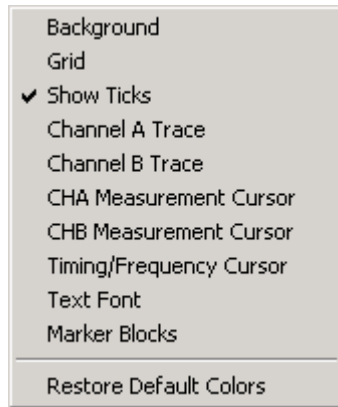 Background
Grid
Show Ticks
Channel A Trace
Channel B Trace
CHA Measurement Cursor
CHB Measurement Cursor
Timing/Frequency Cursor
Text Font
Marker Blocks
Restore Default Colors